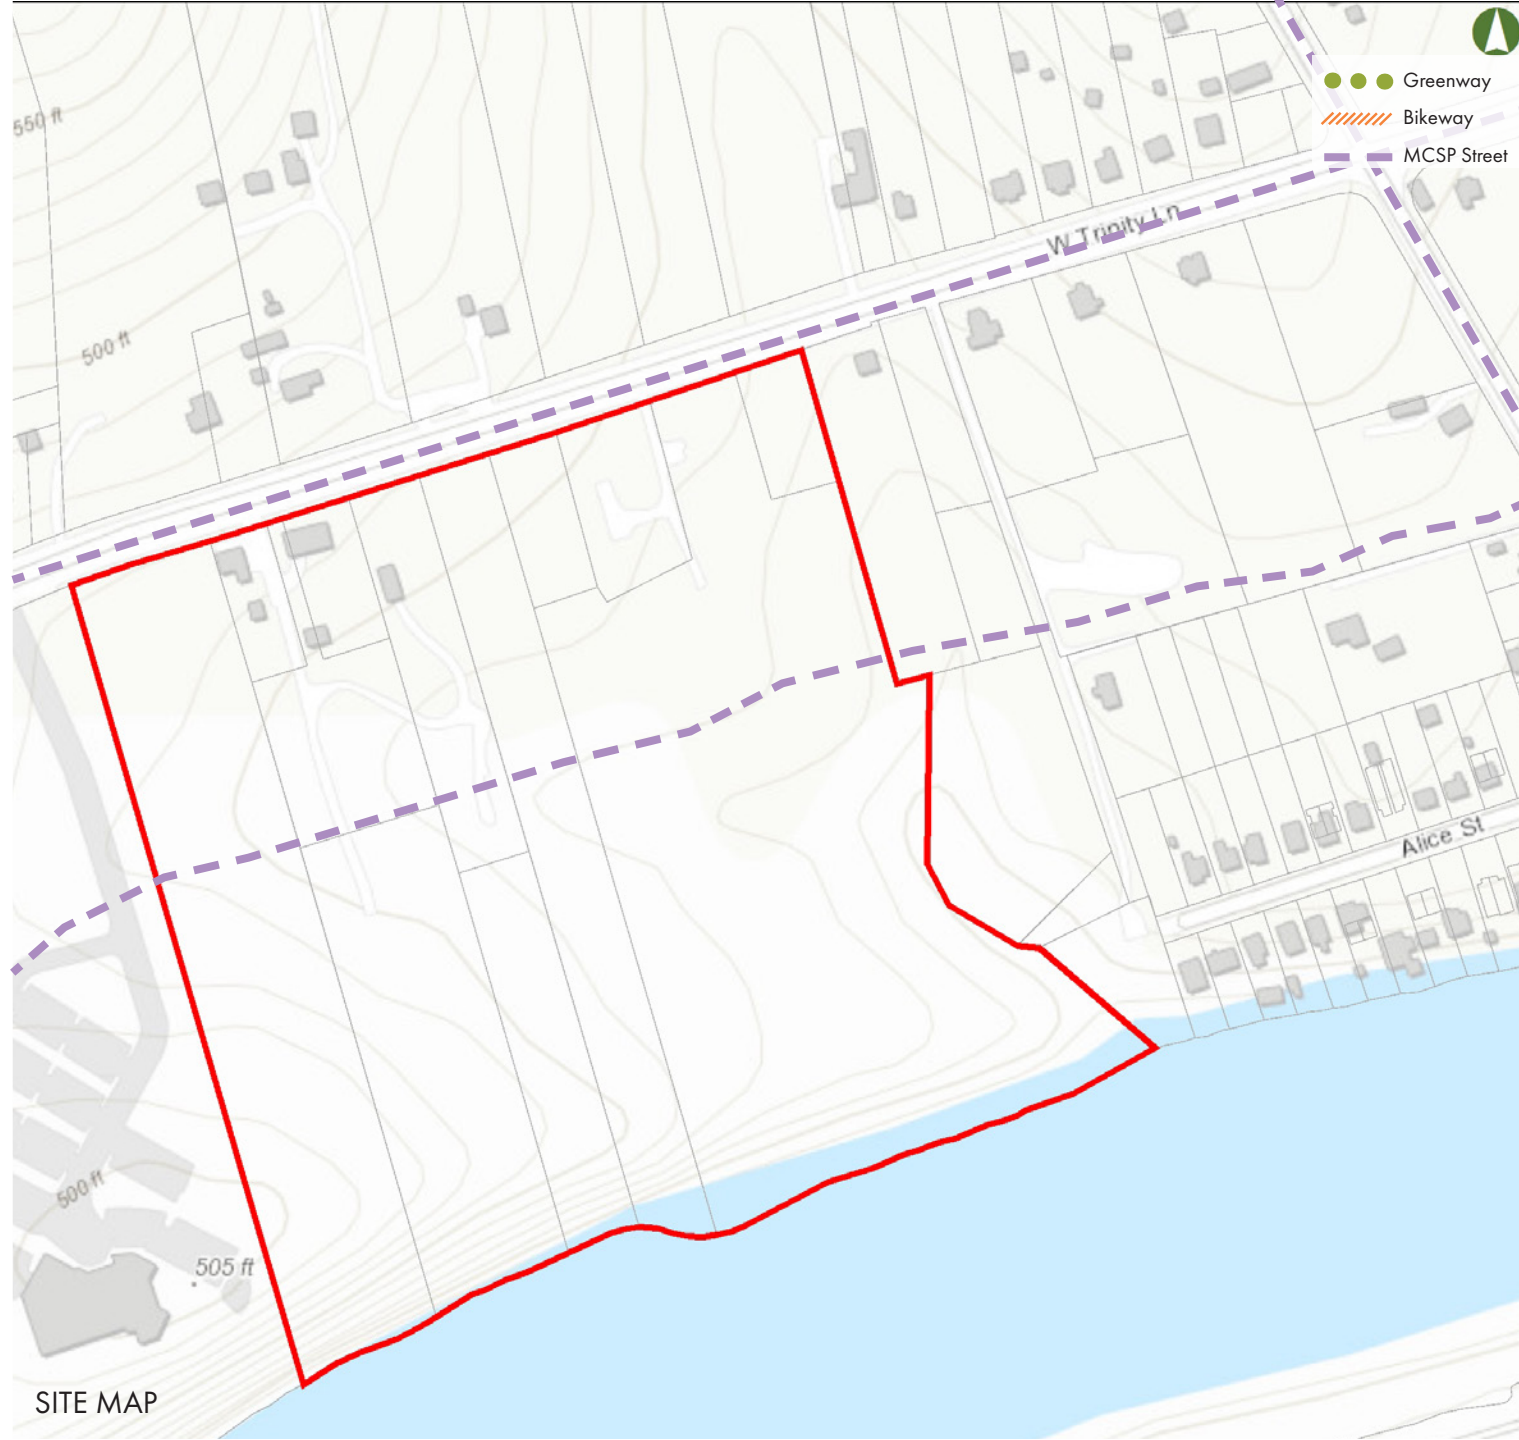 Greenway
Bikeway
MCSP Street
550 ft
W Trinity Ln
500 ft
Alice St
500 ft
505 ft
SITE MAP